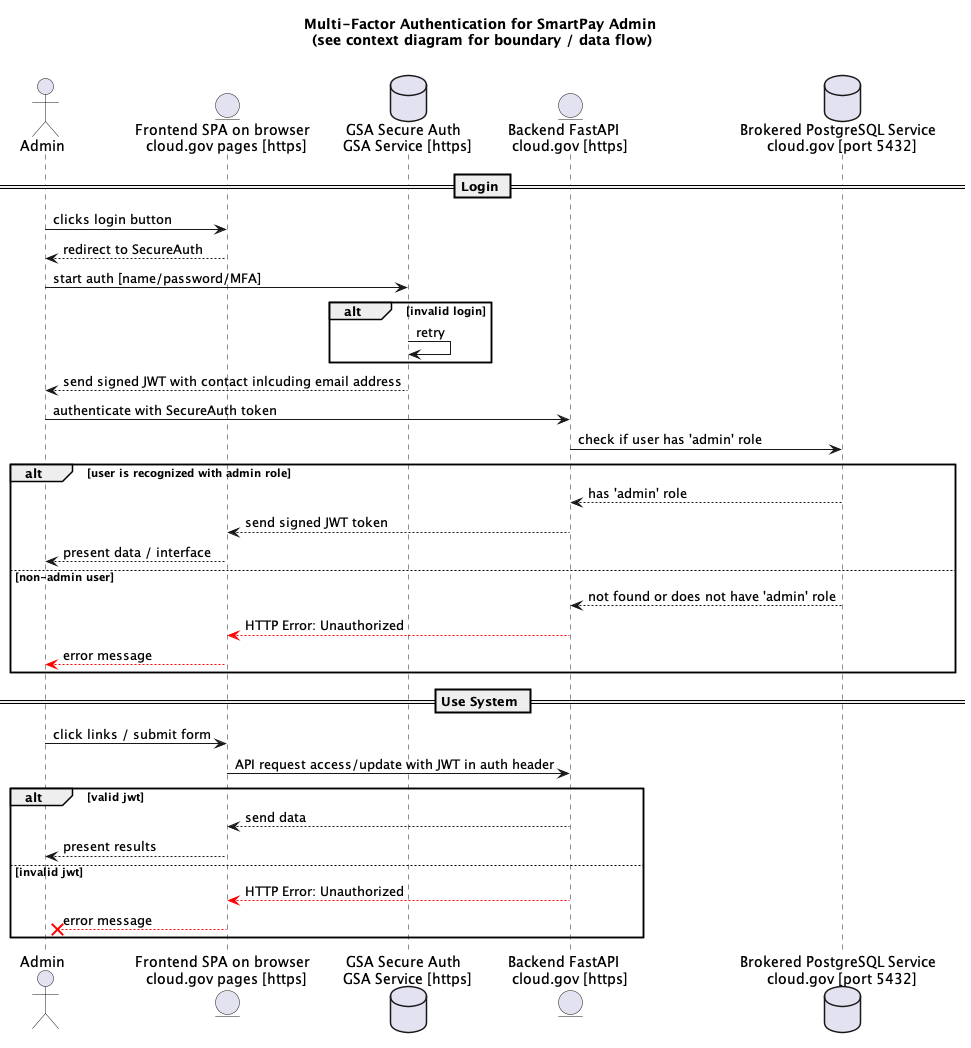 Multi-Factor Authentication for SmartPay Admin
(see context diagram for boundary / data flow)
Admin
Frontend SPA on browser
cloud.gov pages [https]
GSA Secure Auth
GSA Service [https]
Backend FastAPI
cloud.gov [https]
Brokered PostgreSQL Service
cloud.gov [port 5432]
Login
clicks login button
redirect to SecureAuth
start auth [name/password/MFA]
alt
[invalid login]
retry
send signed JWT with contact inlcuding email address
authenticate with SecureAuth token
check if user has 'admin' role
alt
[user is recognized with admin role]
has 'admin' role
send signed JWT token
present data / interface
[non-admin user]
not found or does not have 'admin' role
HTTP Error: Unauthorized
error message
Use System
click links / submit form
API request access/update with JWT in auth header
alt
[valid jwt]
send data
present results
[invalid jwt]
HTTP Error: Unauthorized
error message
Admin
Frontend SPA on browser
cloud.gov pages [https]
GSA Secure Auth
GSA Service [https]
Backend FastAPI
cloud.gov [https]
Brokered PostgreSQL Service
cloud.gov [port 5432]